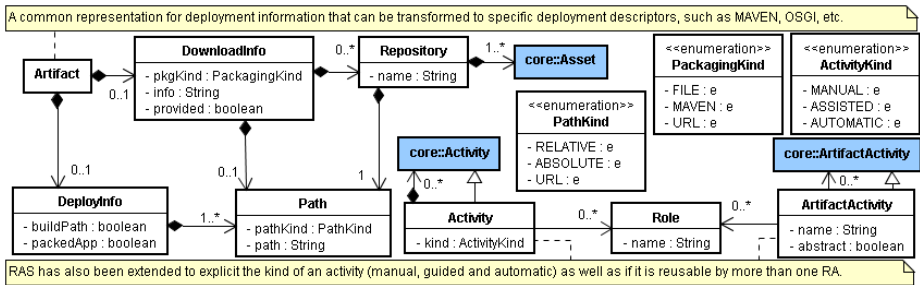 A common representation for deployment information that can be transformed to specific deployment descriptors, such as MAVEN, OSGI, etc.
Artifact
0..1
DownloadInfo
- pkgKind : PackagingKind
- info : String
- provided : boolean
0..*
Repository
- name : String
1..*
core::Asset
<<enumeration>>
PackagingKind
- FILE : e
- MAVEN : e
- URL : e
<<enumeration>>
ActivityKind
- MANUAL : e
- ASSISTED : e
- AUTOMATIC : e
<<enumeration>>
PathKind
- RELATIVE : e
- ABSOLUTE : e
- URL : e
0..1
0..1
1
core::Activity
0..*
core::ArtifactActivity
0..*
DeployInfo
- buildPath : boolean
- packedApp : boolean
1..*
Path
- pathKind : PathKind
- path : String
Activity
- kind : ActivityKind
0..*
Role
- name : String
0..*
ArtifactActivity
- name : String
- abstract : boolean
RAS has also been extended to explicit the kind of an activity (manual, guided and automatic) as well as if it is reusable by more than one RA.